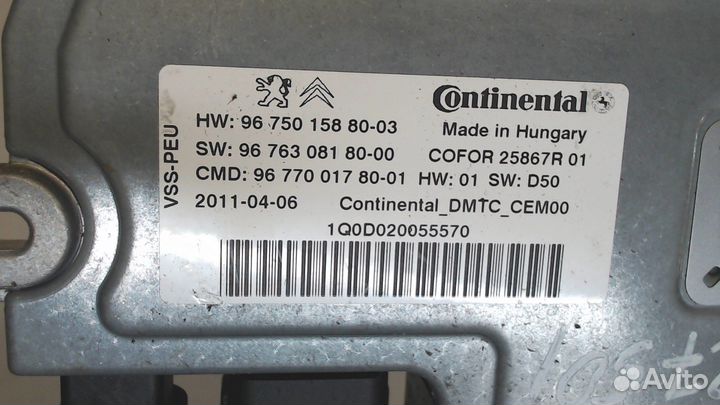 Continental
HW: 96 750 158 80-03
Made in Hungary
SW: 96 763 081 80-00
COFOR 25867R 01
CMD: 96 770 017 80-01 HW: 01 SW: D50
2011-04-06 Continental_DMTC_CEM00
1Q0D020055570
VSS-PEU
Avito